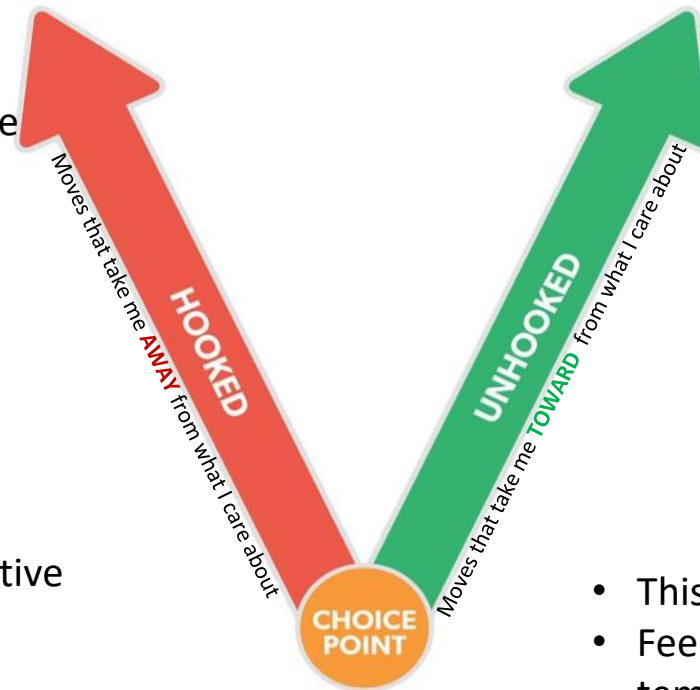 e
Moves that take me AWAY from what I care about
HOOKED
UNHOOKED
Moves that take me TOWARD from what I care about
tive
CHOICE
POINT
• This
• Fee